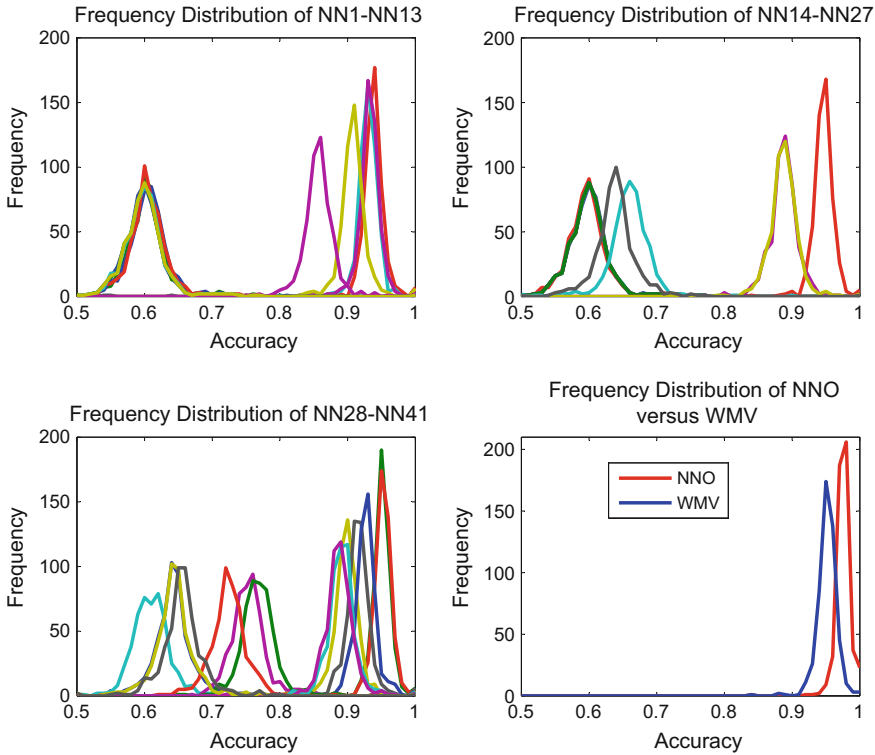 Frequency Distribution of NN1-NN13
200
150
100
50
0
Frequency
0.5 0.6 0.7 0.8 0.9 1
Accuracy
Frequency Distribution of NN14-NN27
200
150
100
50
0
Frequency
0.5 0.6 0.7 0.8 0.9 1
Accuracy
Frequency Distribution of NN28-NN41
200
150
100
50
0
Frequency
0.5 0.6 0.7 0.8 0.9 1
Accuracy
Frequency Distribution of NNO
versus WMV
200
150
100
50
0
Frequency
NNO
WMV
0.5 0.6 0.7 0.8 0.9 1
Accuracy